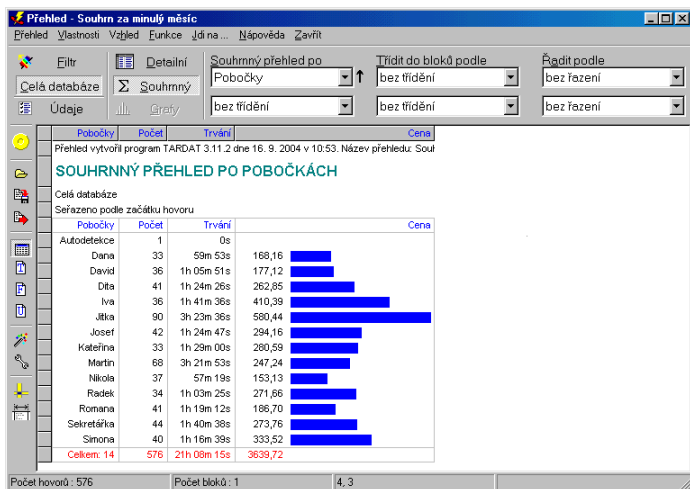 Přehled - Souhrn za minulý měsíc
Přehled Vlastnosti Vzhled Funkce Jdi na ... Nápověda Zavřít
Filtr Detailní Souhrnný přehled po Třídit do bloků podle Řadit podle
Celá databáze Σ Souhrnný Pobočky bez třídění bez řazení
Údaje Grafy bez třídění bez třídění bez řazení
Pobočky Počet Trvání Cena
Přehled vytvořil program TARDAT 3.11.2 dne 16. 9. 2004 v 10:53. Název přehledu: Souh
SOUHRNNÝ PŘEHLED PO POBOČKÁCH
Celá databáze
Seřazeno podle začátku hovoru
Pobočky Počet Trvání Cena
Autodetekce 1 0s
Dana 33 59m 53s 168,16
David 36 1h 05m 51s 177,12
Dita 41 1h 24m 26s 262,85
Iva 36 1h 41m 36s 410,39
Jitka 90 3h 23m 36s 580,44
Josef 42 1h 24m 47s 294,16
Kateřina 33 1h 29m 00s 280,59
Martin 68 3h 21m 53s 247,24
Nikola 37 57m 19s 153,13
Radek 34 1h 03m 25s 271,66
Romana 41 1h 19m 12s 186,70
Sekretářka 44 1h 40m 38s 273,76
Simona 40 1h 16m 39s 333,52
Celkem: 14 576 21h 08m 15s 3639,72
Počet hovorů : 576 Počet bloků : 1 4, 3